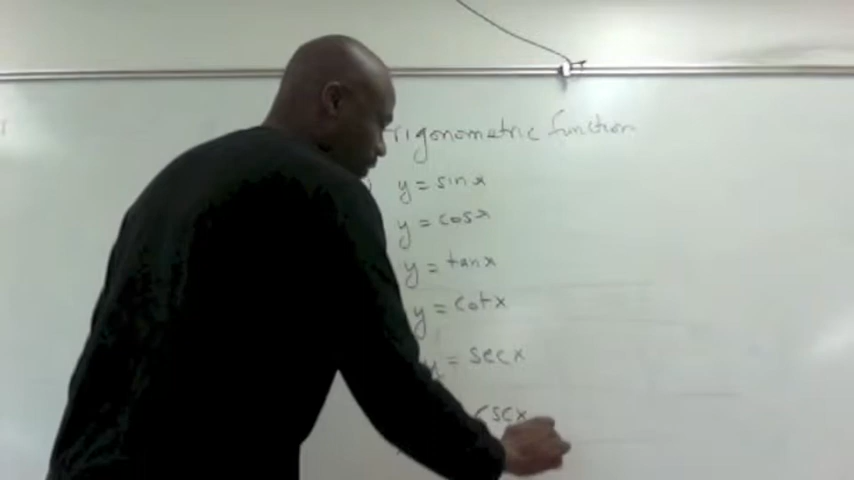 Trigonometric function
y = sin x
y = cos x
y = tan x
y = cot x
y = sec x
csc x